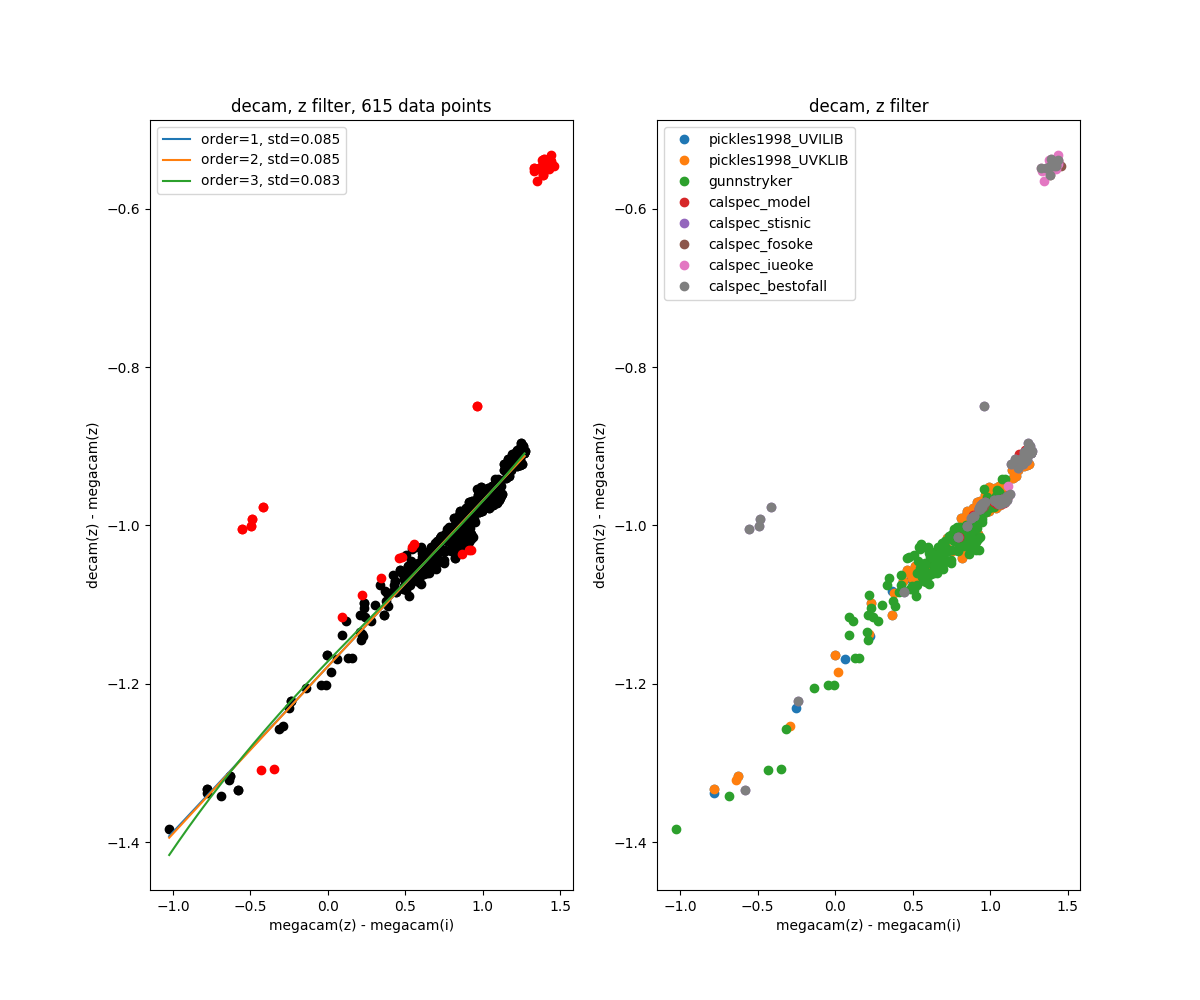 decam, z filter, 615 data points
order=1, std=0.085
order=2, std=0.085
order=3, std=0.083
−0.6
−0.8
−1.0
−1.2
−1.4
decam(z) - megacam(z)
−1.0
−0.5
0.0
0.5
1.0
1.5
megacam(z) - megacam(i)
decam, z filter
pickles1998_UVILIB
pickles1998_UVKLIB
gunnstryker
calspec_model
calspec_stisnic
calspec_fosoke
calspec_iueoke
calspec_bestofall
−0.6
−0.8
−1.0
−1.2
−1.4
decam(z) - megacam(z)
−1.0
−0.5
0.0
0.5
1.0
1.5
megacam(z) - megacam(i)